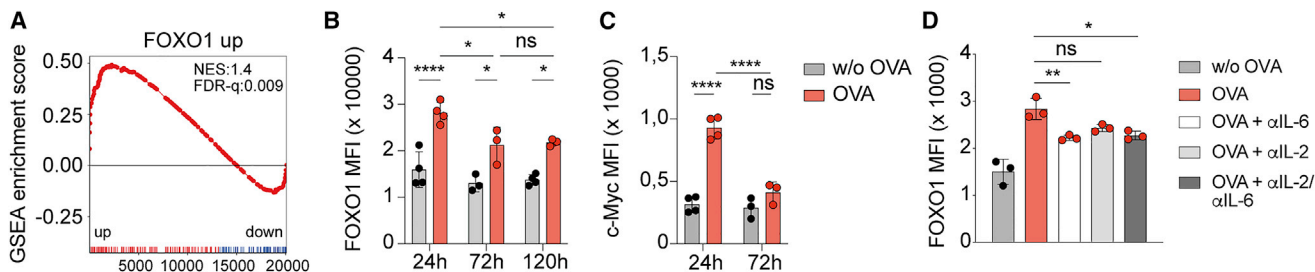 A
FOXO1 up
GSEA enrichment score
0.50
0.25
0.00
-0.25
NES:1.4
FDR-q:0.009
up
down
5000
10000
15000
20000
B
FOXO1 MFI (x 10000)
4
3
2
1
0
*
*
ns
****
*
*
24h
72h
120h
C
c-Myc MFI (x 1000)
1.5
1.0
0.5
0
****
****
ns
24h
72h
w/o OVA
OVA
D
FOXO1 MFI (x 1000)
4
3
2
1
0
*
ns
**
w/o OVA
OVA
OVA + αIL-6
OVA + αIL-2
OVA + αIL-2/
αIL-6